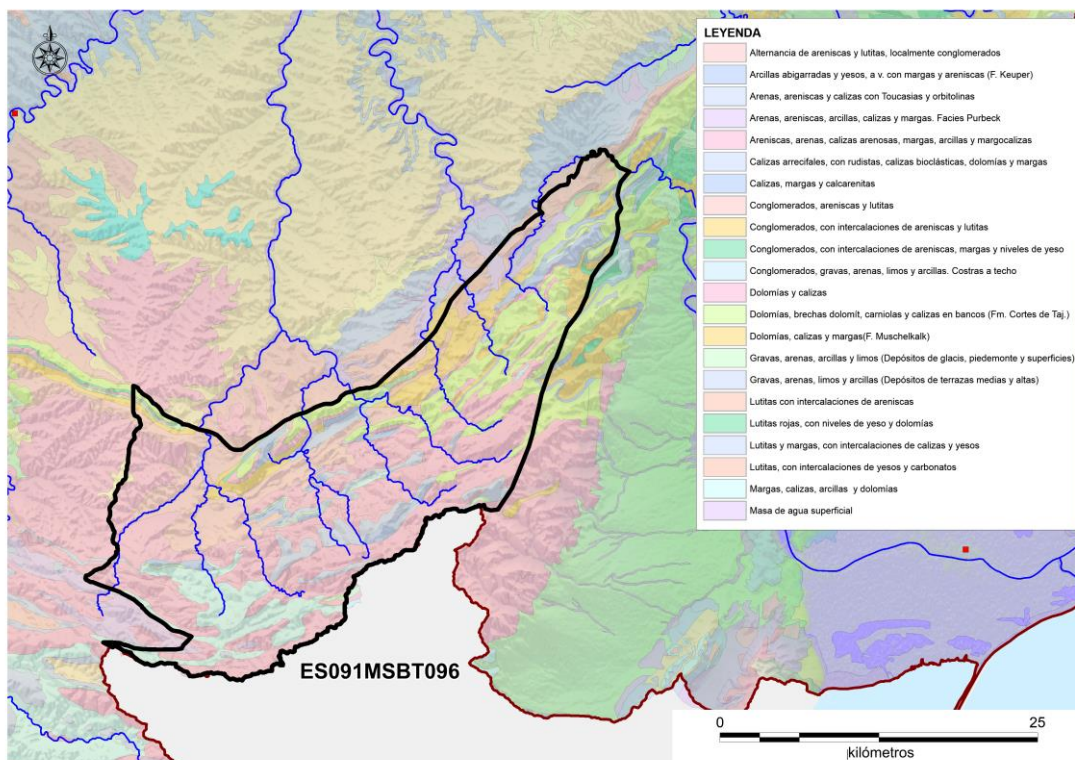 LEYENDA
Alternancia de areniscas y lutitas, localmente conglomerados
Arcillas abigarradas y yesos, a v. con margas y areniscas (F. Keuper)
Arenas, areniscas y calizas con Toucasias y orbitolinas
Arenas, areniscas, arcillas, calizas y margas. Facies Purbeck
Areniscas, arenas, calizas arenosas, margas, arcillas y margocalizas
Calizas arrecifales, con rudistas, calizas bioclásticas, dolomías y margas
Calizas, margas y calcarenitas
Conglomerados, areniscas y lutitas
Conglomerados, con intercalaciones de areniscas y lutitas
Conglomerados, con intercalaciones de areniscas, margas y niveles de yeso
Conglomerados, gravas, arenas, limos y arcillas. Costras a techo
Dolomías y calizas
Dolomías, brechas dolomít, carniolas y calizas en bancos (Fm. Cortes de Taj.)
Dolomías, calizas y margas(F. Muschelkalk)
Gravas, arenas, arcillas y limos (Depósitos de glacis, piedemonte y superficies)
Gravas, arenas, limos y arcillas (Depósitos de terrazas medias y altas)
Lutitas con intercalaciones de areniscas
Lutitas rojas, con niveles de yeso y dolomías
Lutitas y margas, con intercalaciones de calizas y yesos
Lutitas, con intercalaciones de yesos y carbonatos
Margas, calizas, arcillas y dolomías
Masa de agua superficial
ES091MSBT096
0 25
kilómetros